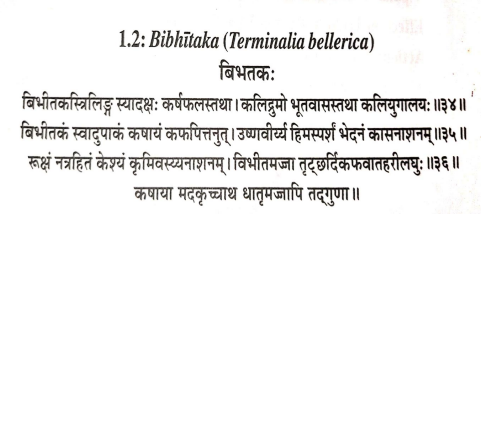 1.2: Bibhītaka (Terminalia bellerica)
बिभतकः
बिभीतकस्त्रिलिङ्ग स्यादक्षः कर्षफलस्तथा। कलिद्रुमो भूतवासस्तथा कलियुगालयः॥३४॥
बिभीतकं स्वादुपाकं कषायं कफपित्तनुत्। उष्णवीर्य्य हिमस्पर्शं भेदनं कासनाशनम्॥३५॥
रूक्षं नत्रहितं केश्यं कृमिवस्य्यनाशनम्। विभीतमज्जा तृट्छर्दिकफवातहरीलघुः॥३६॥
कषाया मदकृच्चाथ धातृमज्जापि तद्गुणा॥